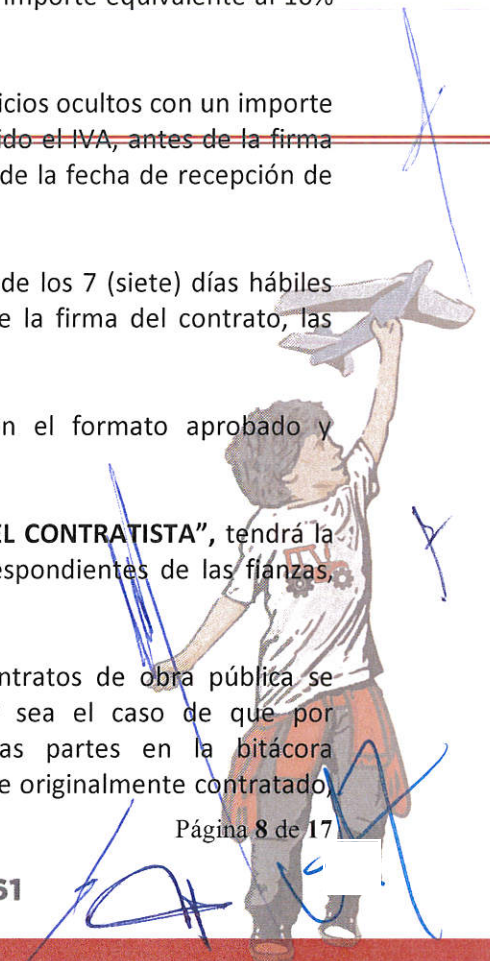 importe equivalente al 10%
icios ocultos con un importe
ido el IVA, antes de la firma
de la fecha de recepción de
de los 7 (siete) días hábiles
e la firma del contrato, las
n el formato aprobado y
EL CONTRATISTA”, tendrá la
espondientes de las fianzas,
ntratos de obra pública se
sea el caso de que por
as partes en la bitácora
e originalmente contratado,
Página 8 de 17
61